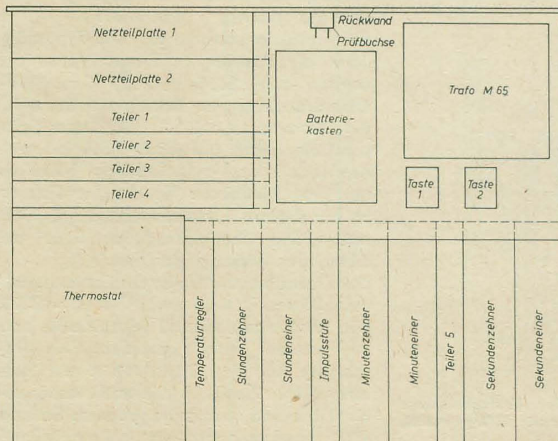 Netzteilplatte 1
Rückwand
Prüfbuchse
Netzteilplatte 2
Trafo M 65
Teiler 1
Batterie-
kasten
Teiler 2
Teiler 3
Teiler 4
Taste
1
Taste
2
Thermostat
Temperaturregler
Stundenzehner
Stundeneiner
Impulsstufe
Minutenzehner
Minuteneiner
Teiler 5
Sekundenzehner
Sekundeneiner